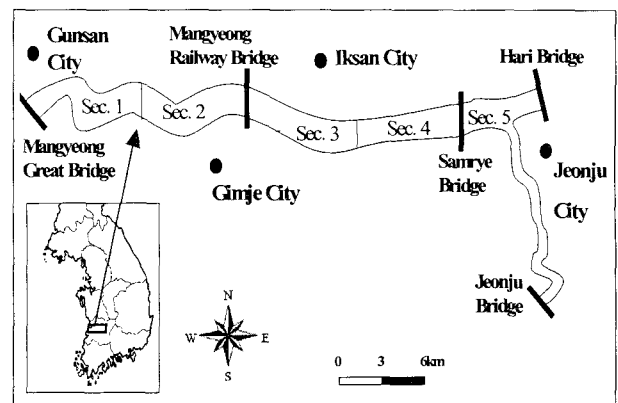 Gunsan
City
Mangyeong
Railway Bridge
Iksan City
Hari Bridge
Sec. 1
Sec. 2
Sec. 3
Sec. 4
Sec. 5
Mangyeong
Great Bridge
Gimje City
Samrye
Bridge
Jeonju
City
Jeonju
Bridge
N
W E
S
0 3 6km